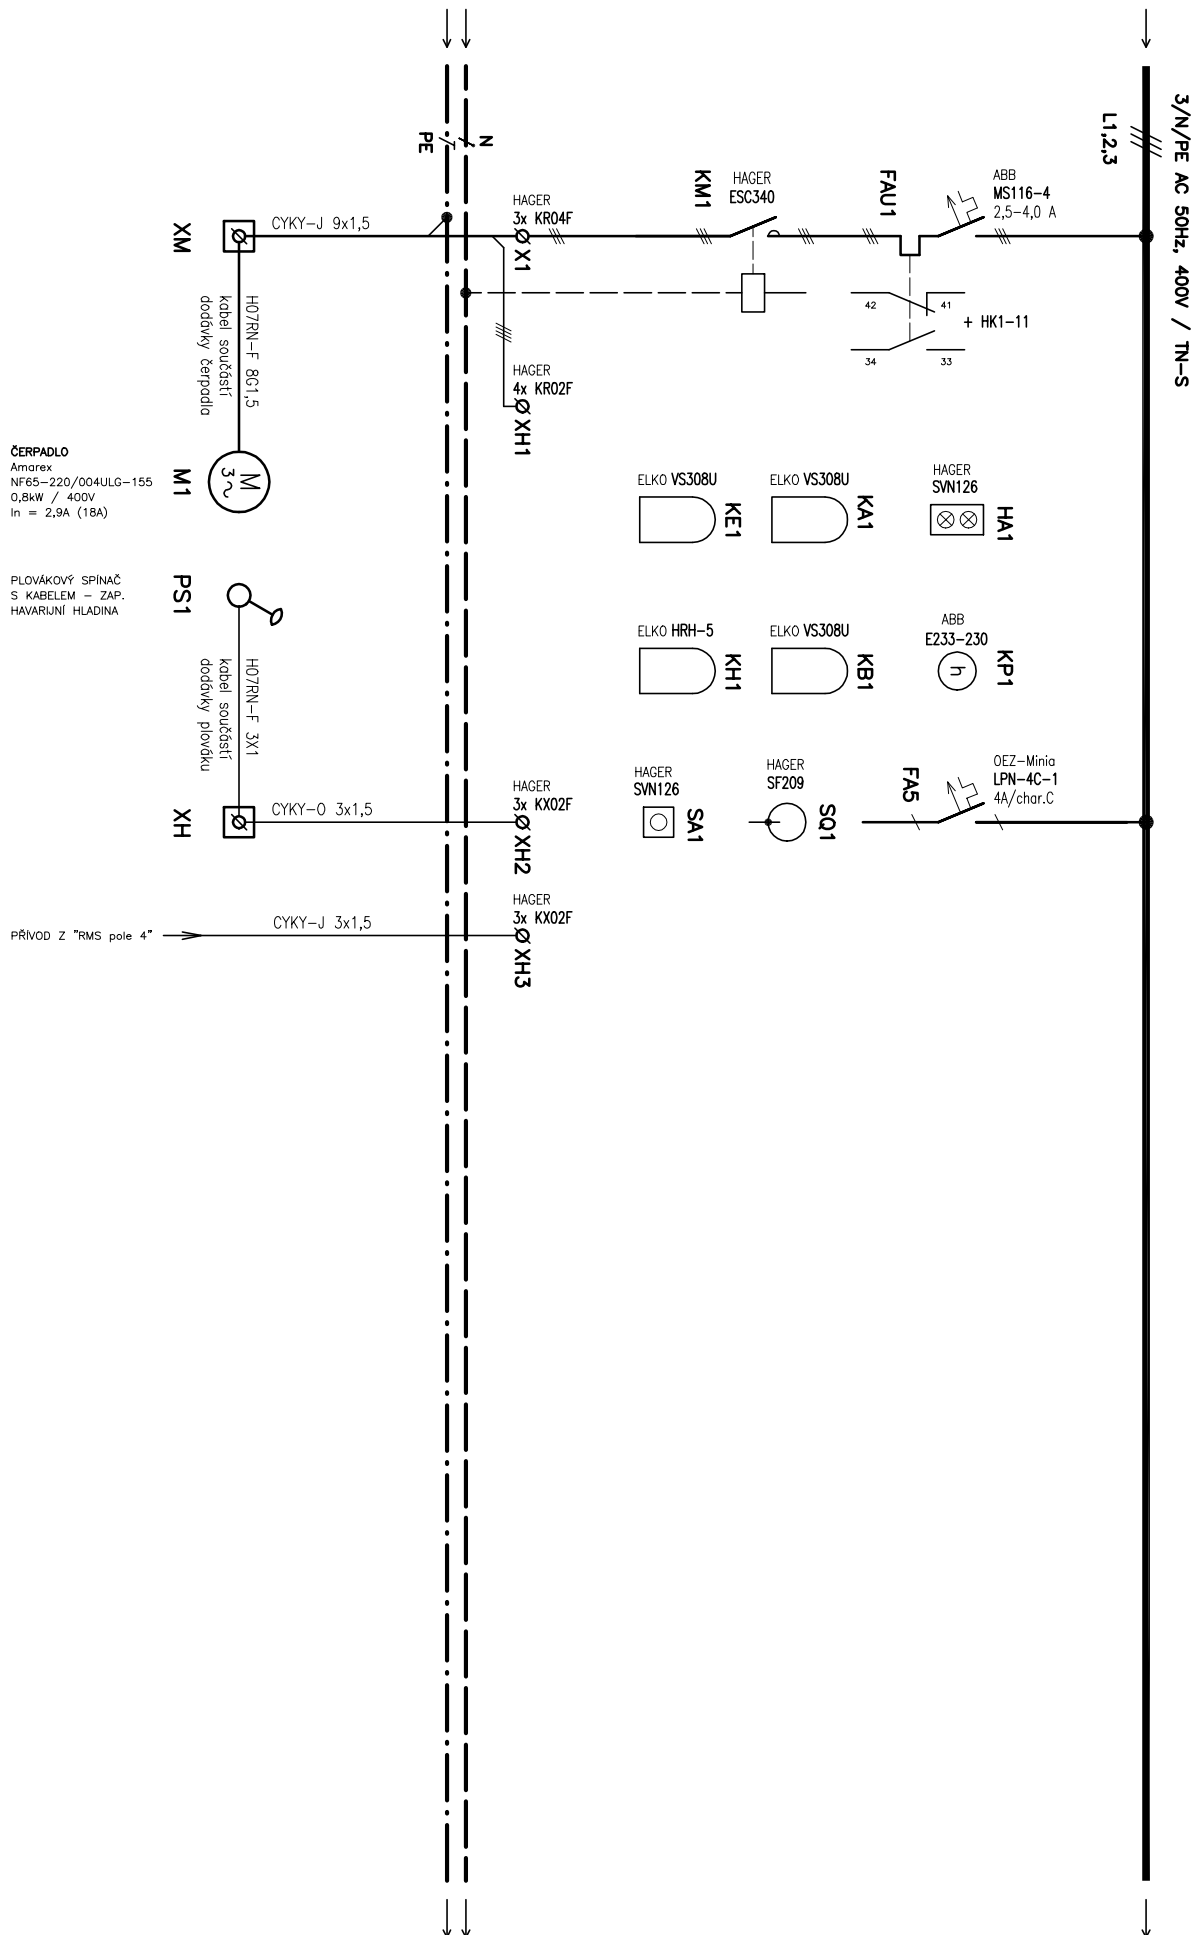 3/N/PE AC 50Hz, 400V / TN-S
L1,2,3
N
PE
ABB
MS116-4
2,5-4,0 A
FAU1
HAGER
ESC340
KM1
HAGER
3x KR04F
X1
CYKY-J 9x1,5
XM
42
41
+ HK1-11
34
33
H07RN-F 8G1,5
kabel součástí
dodávky čerpadla
HAGER
4x KR02F
XH1
ČERPADLO
Amarex
NF65-220/004ULG-155
0,8kW / 400V
In = 2,9A (18A)
M1
M
3~
ELKO VS308U
KE1
ELKO VS308U
KA1
HAGER
SVN126
HA1
PLOVÁKOVÝ SPÍNAČ
S KABELEM - ZAP.
HAVARIJNÍ HLADINA
PS1
H07RN-F 3X1
kabel součástí
dodávky plováku
ELKO HRH-5
KH1
ELKO VS308U
KB1
ABB
E233-230
h
KP1
XH
CYKY-O 3x1,5
HAGER
3x KX02F
XH2
HAGER
SVN126
SA1
HAGER
SF209
SQ1
FA5
OEZ-Minia
LPN-4C-1
4A/char.C
PŘÍVOD Z "RMS pole 4"
CYKY-J 3x1,5
HAGER
3x KX02F
XH3